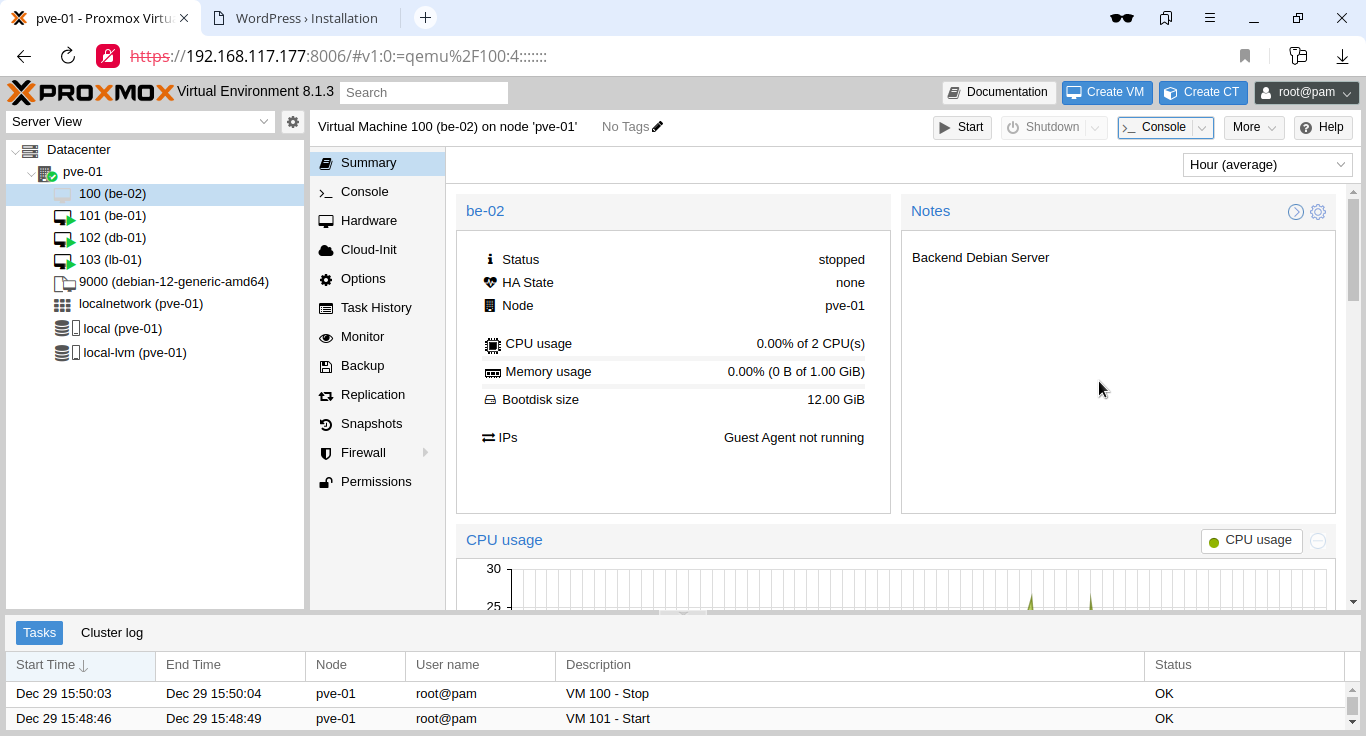 pve-01 - Proxmox Virtu
WordPress › Installation
https://192.168.117.177:8006/#v1:0:=qemu%2F100:4:::::::
PROXMOX Virtual Environment 8.1.3
Search
Documentation
Create VM
Create CT
root@pam
Server View
Virtual Machine 100 (be-02) on node 'pve-01'
No Tags
Start
Shutdown
Console
More
Help
Datacenter
pve-01
100 (be-02)
101 (be-01)
102 (db-01)
103 (lb-01)
9000 (debian-12-generic-amd64)
localnetwork (pve-01)
local (pve-01)
local-lvm (pve-01)
Summary
Console
Hardware
Cloud-Init
Options
Task History
Monitor
Backup
Replication
Snapshots
Firewall
Permissions
Hour (average)
be-02
Status stopped
HA State none
Node pve-01
CPU usage 0.00% of 2 CPU(s)
Memory usage 0.00% (0 B of 1.00 GiB)
Bootdisk size 12.00 GiB
IPs Guest Agent not running
Notes
Backend Debian Server
CPU usage
CPU usage
30
25
Tasks
Cluster log
Start Time End Time Node User name Description Status
Dec 29 15:50:03 Dec 29 15:50:04 pve-01 root@pam VM 100 - Stop OK
Dec 29 15:48:46 Dec 29 15:48:49 pve-01 root@pam VM 101 - Start OK